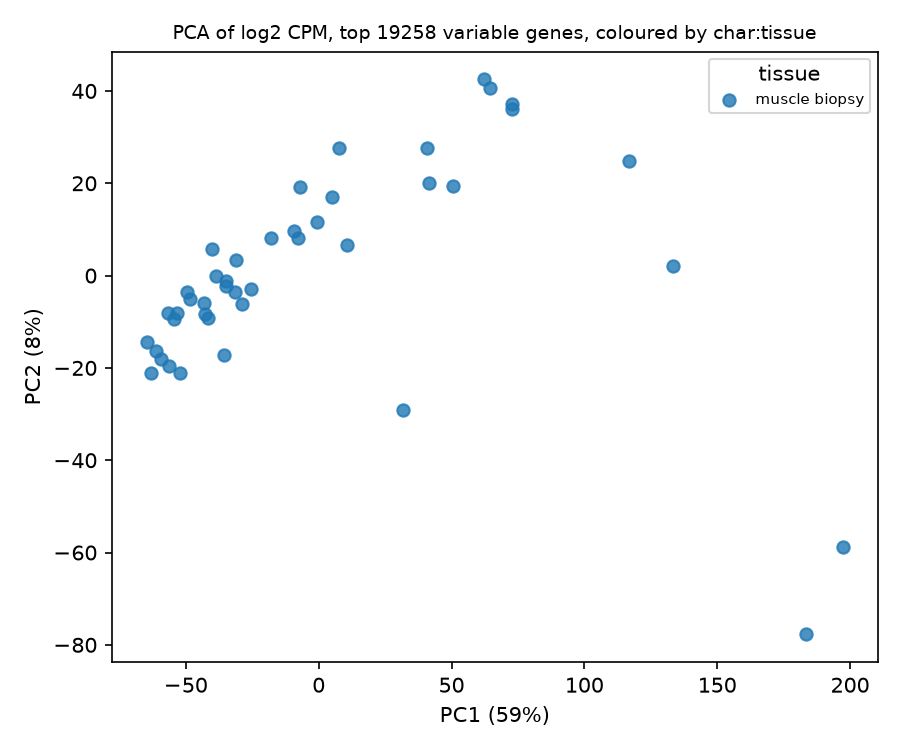 PCA of log2 CPM, top 19258 variable genes, coloured by char:tissue
tissue
muscle biopsy
40
20
0
−20
−40
−60
−80
PC2 (8%)
−50
0
50
100
150
200
PC1 (59%)